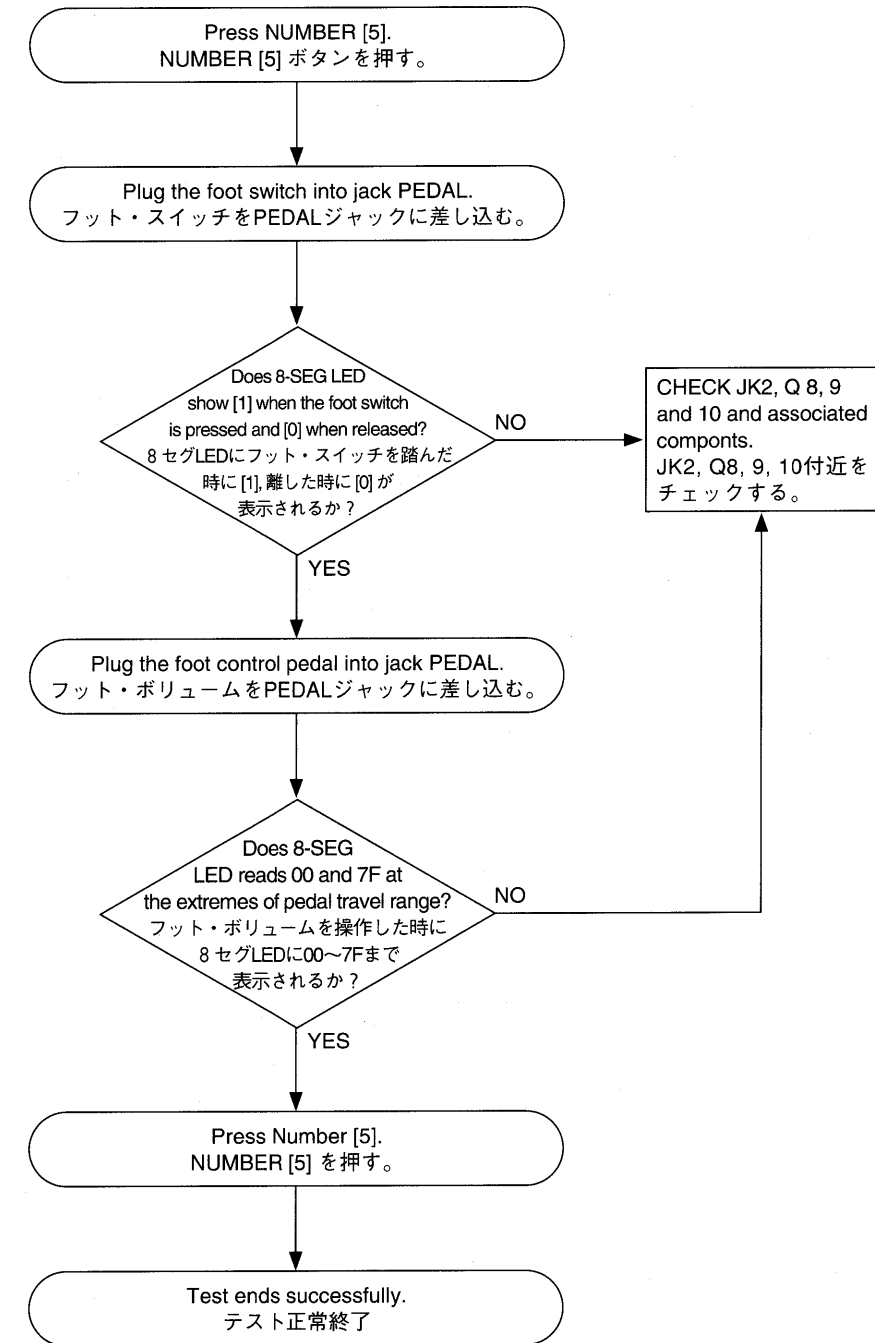 Press NUMBER [5].
NUMBER [5] ボタンを押す。
Plug the foot switch into jack PEDAL.
フット・スイッチをPEDALジャックに差し込む。
Does 8-SEG LED
show [1] when the foot switch
is pressed and [0] when released?
8 セグLEDにフット・スイッチを踏んだ
時に [1], 離した時に [0] が
表示されるか？
NO
CHECK JK2, Q 8, 9
and 10 and associated
componts.
JK2, Q8, 9, 10付近を
チェックする。
YES
Plug the foot control pedal into jack PEDAL.
フット・ボリュームをPEDALジャックに差し込む。
Does 8-SEG
LED reads 00 and 7F at
the extremes of pedal travel range?
フット・ボリュームを操作した時に
8 セグLEDに00〜7Fまで
表示されるか？
NO
YES
Press Number [5].
NUMBER [5] を押す。
Test ends successfully.
テスト正常終了